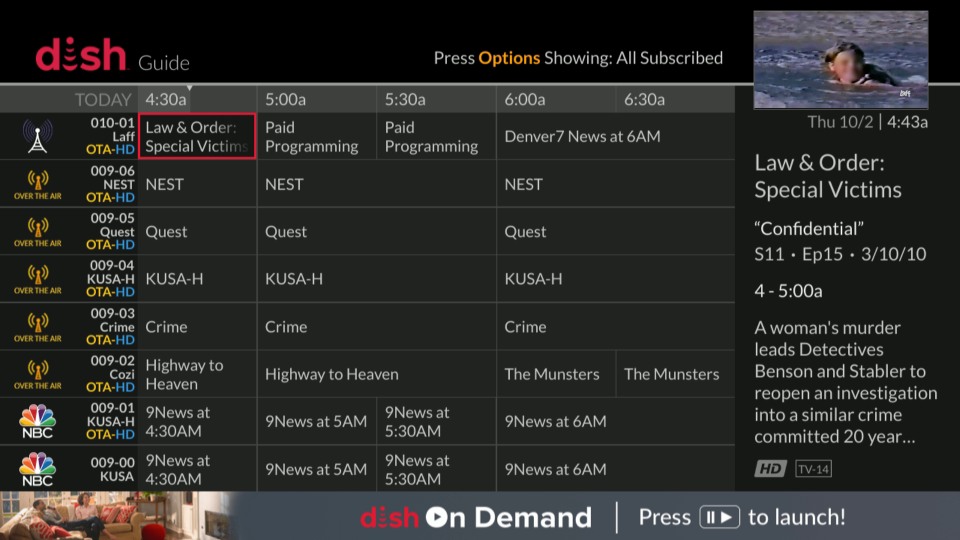 dish Guide
Press Options Showing: All Subscribed
TODAY 4:30a 5:00a 5:30a 6:00a 6:30a
010-01
Laff
OTA-HD
Law & Order:
Special Victims
Paid
Programming
Paid
Programming
Denver7 News at 6AM
OVER THE AIR
009-06
NEST
OTA-HD
NEST
NEST
NEST
OVER THE AIR
009-05
Quest
OTA-HD
Quest
Quest
Quest
OVER THE AIR
009-04
KUSA-H
OTA-HD
KUSA-H
KUSA-H
KUSA-H
OVER THE AIR
009-03
Crime
OTA-HD
Crime
Crime
Crime
OVER THE AIR
009-02
Cozi
OTA-HD
Highway to
Heaven
Highway to Heaven
The Munsters
The Munsters
NBC
009-01
KUSA-H
OTA-HD
9News at
4:30AM
9News at 5AM
9News at
5:30AM
9News at 6AM
NBC
009-00
KUSA
9News at
4:30AM
9News at 5AM
9News at
5:30AM
9News at 6AM
Thu 10/2 | 4:43a
Law & Order:
Special Victims
“Confidential”
S11 • Ep15 • 3/10/10
4 - 5:00a
A woman's murder
leads Detectives
Benson and Stabler to
reopen an investigation
into a similar crime
committed 20 year...
HD TV-14
dish On Demand | Press to launch!